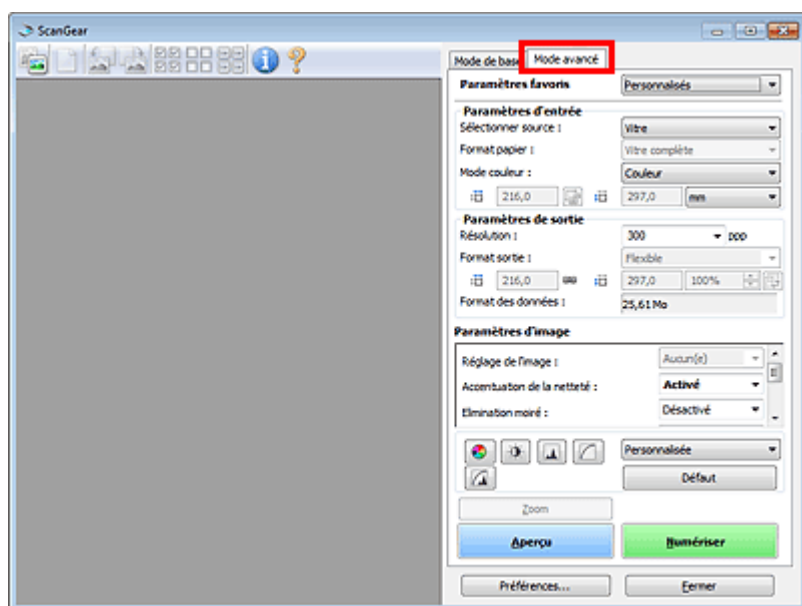 ScanGear
Mode de base Mode avancé
Paramètres favoris Personnalisés
Paramètres d'entrée
Sélectionner source : Vitre
Format papier : Vitre complète
Mode couleur : Couleur
216,0 297,0 mm
Paramètres de sortie
Résolution : 300 ppp
Format sortie : Flexible
216,0 297,0 100%
Format des données : 25,61 Mo
Paramètres d'image
Réglage de l'image : Aucun(e)
Accentuation de la netteté : Activé
Elimination moiré : Désactivé
Personnalisée
Défaut
Zoom
Aperçu Numériser
Préférences... Fermer